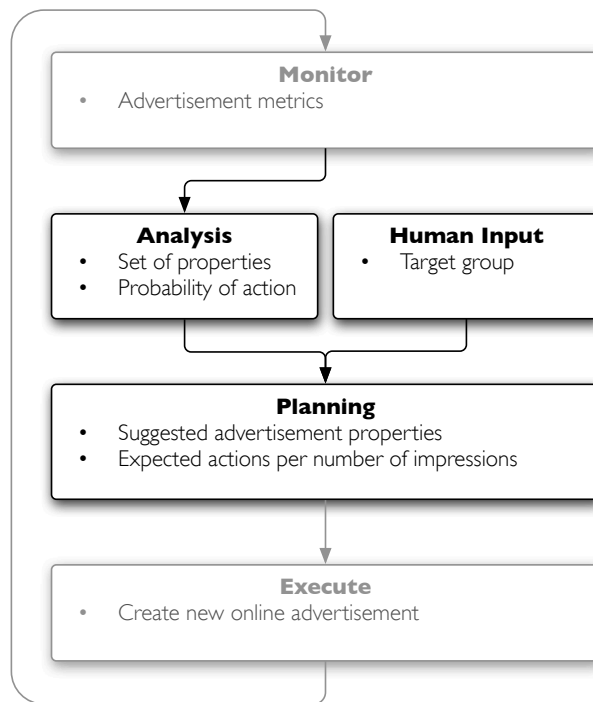 Monitor
• Advertisement metrics
Analysis
• Set of properties
• Probability of action
Human Input
• Target group
Planning
• Suggested advertisement properties
• Expected actions per number of impressions
Execute
• Create new online advertisement